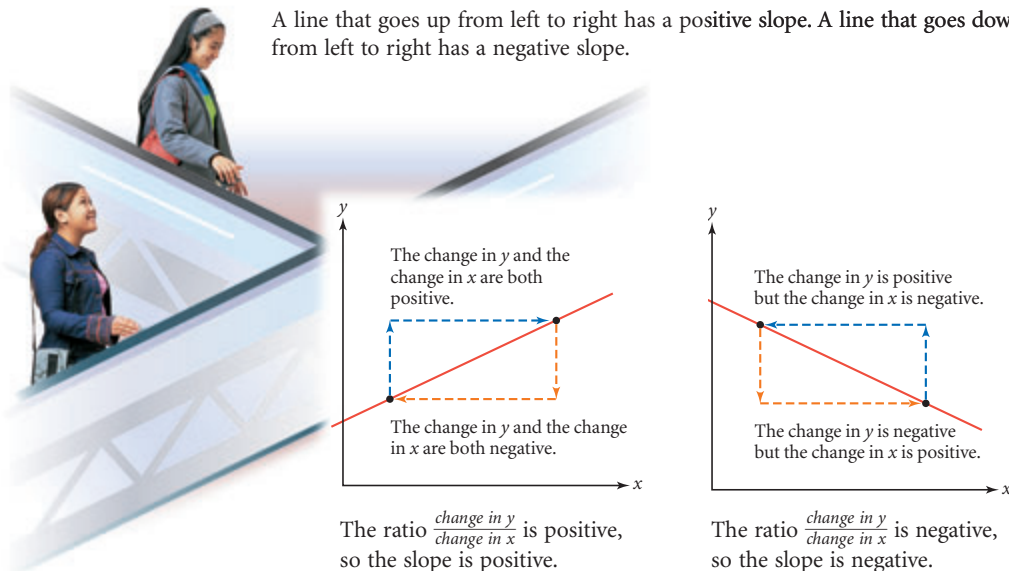 A line that goes up from left to right has a positive slope. A line that goes dow
from left to right has a negative slope.
y
The change in y and the
change in x are both
positive.
The change in y and the change
in x are both negative.
x
The ratio change in y / change in x is positive,
so the slope is positive.
y
The change in y is positive
but the change in x is negative.
The change in y is negative
but the change in x is positive.
x
The ratio change in y / change in x is negative,
so the slope is negative.